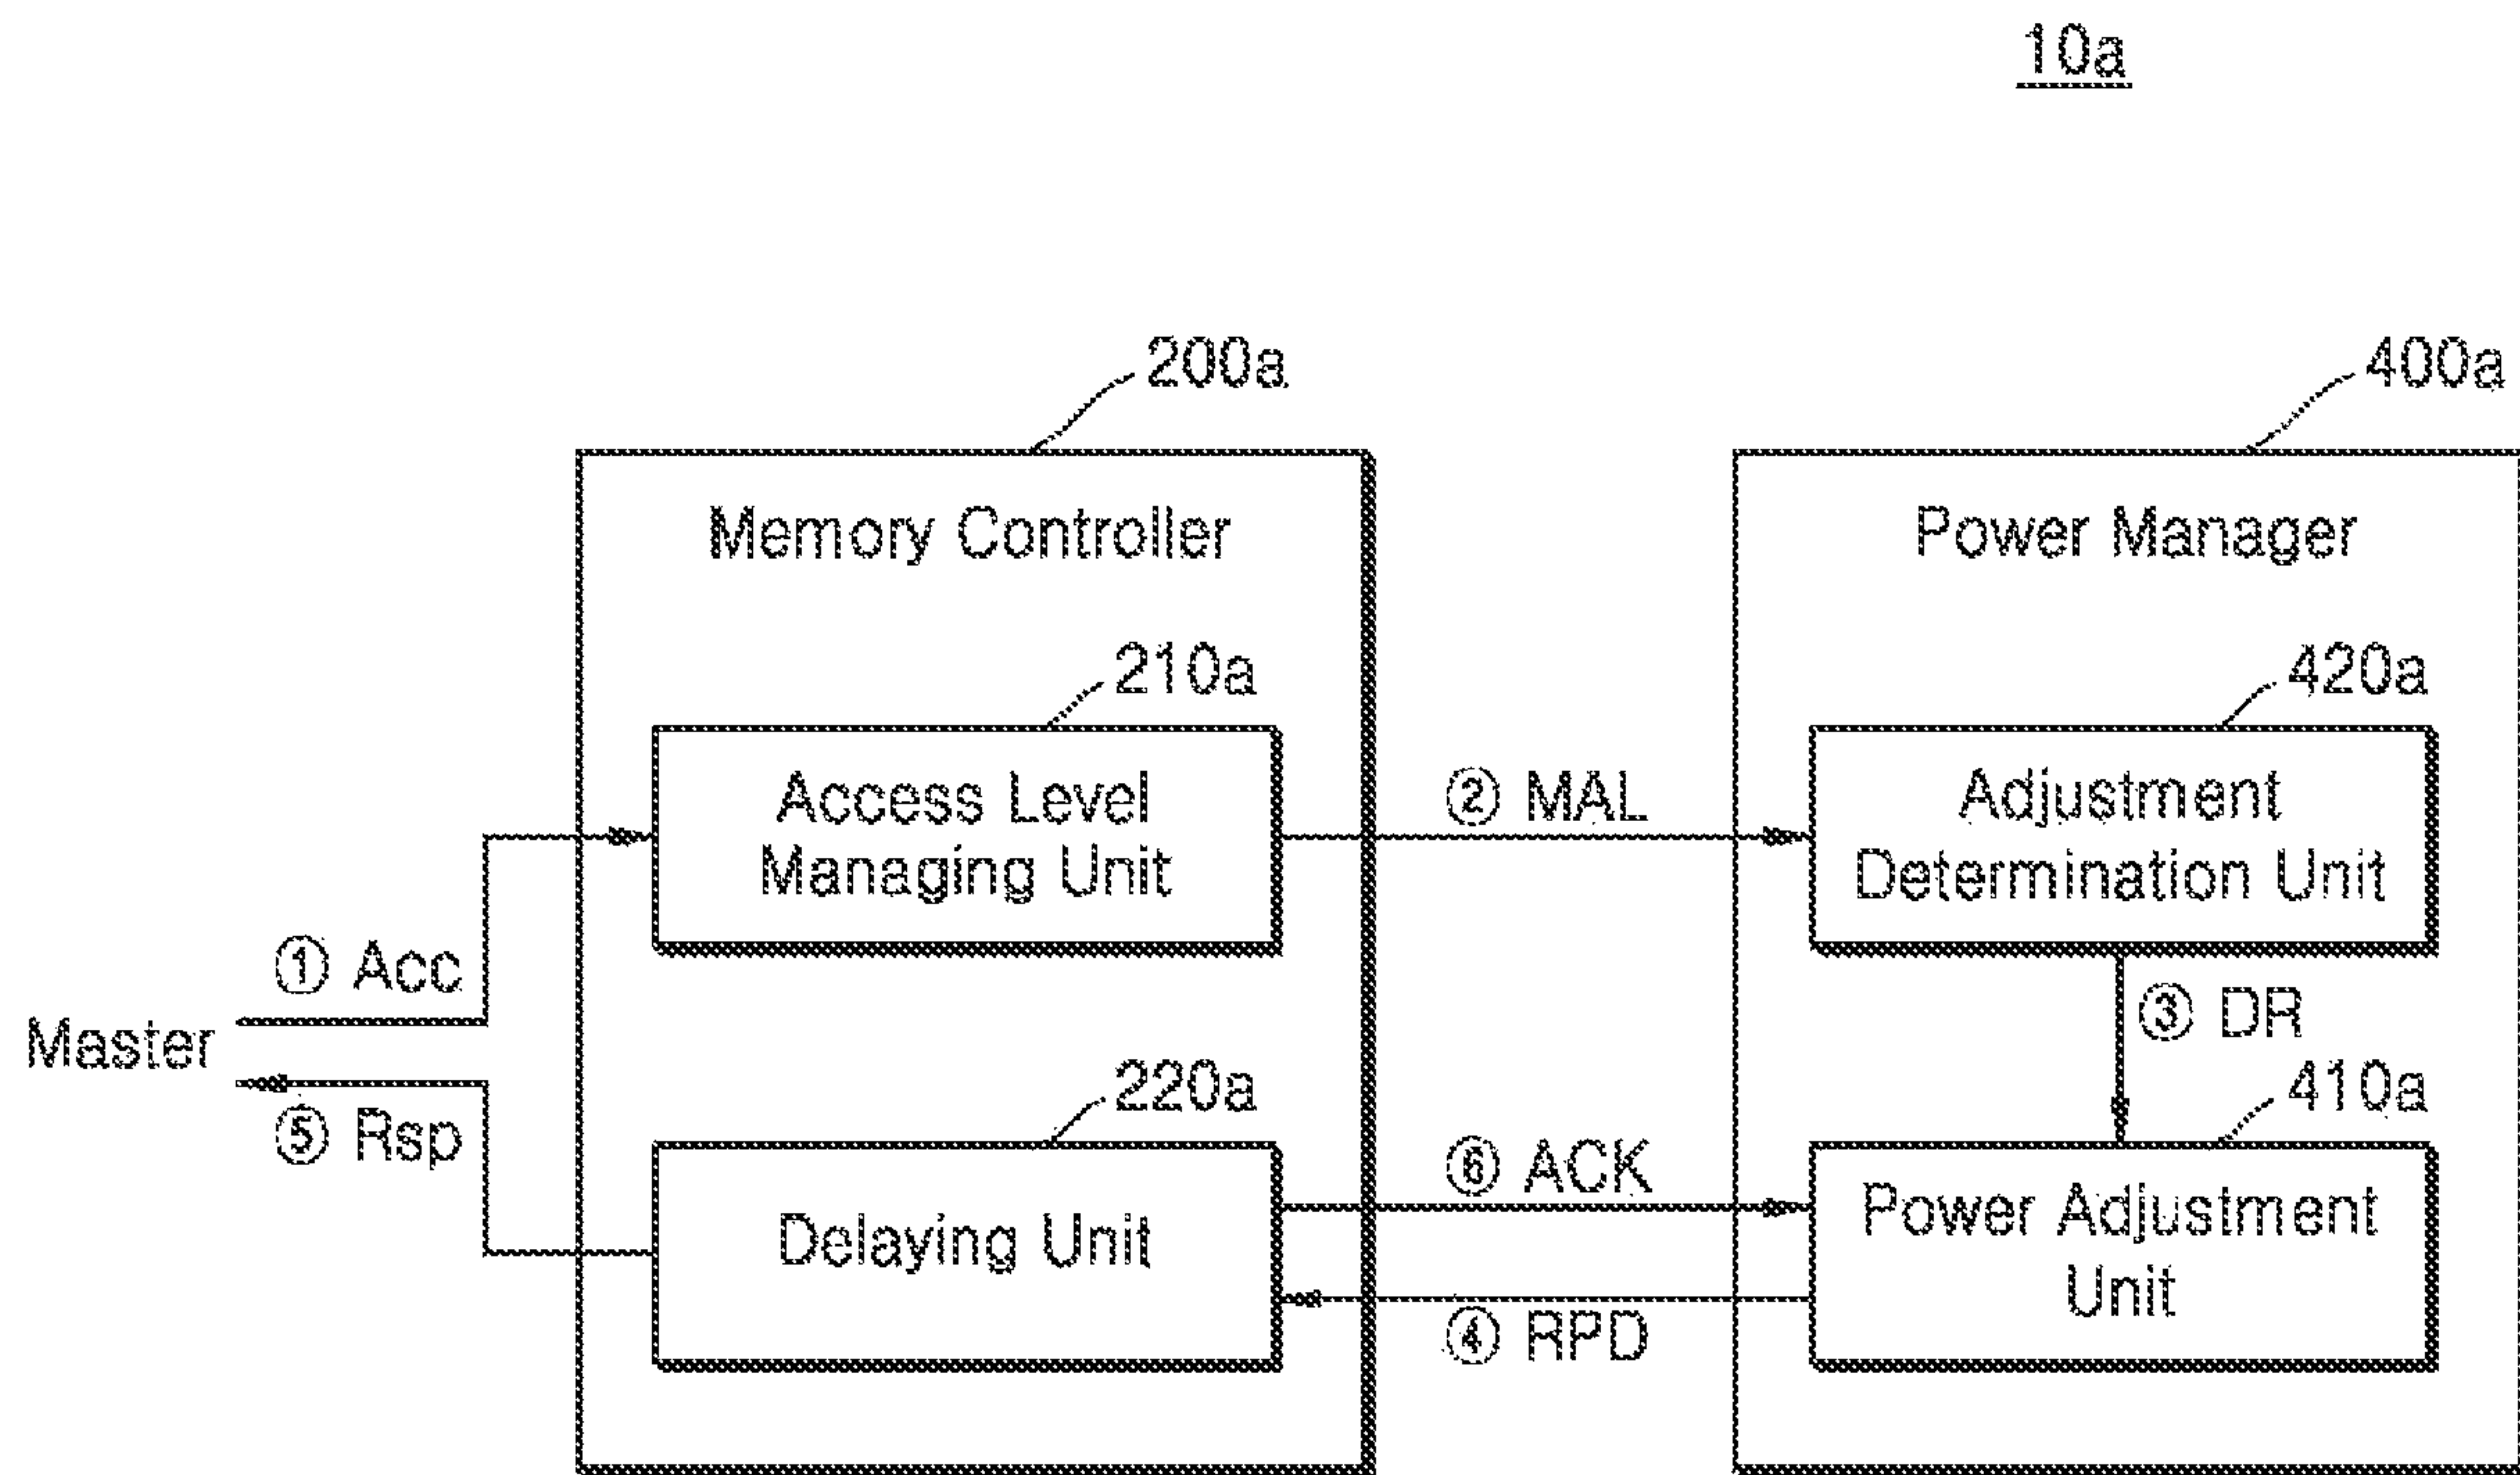 10a
200a
400a
Memory Controller
Power Manager
210a
420a
Access Level
Managing Unit
② MAL
Adjustment
Determination Unit
① Acc
③ DR
Master
220a
410a
⑤ Rsp
⑥ ACK
Delaying Unit
Power Adjustment
Unit
④ RPD